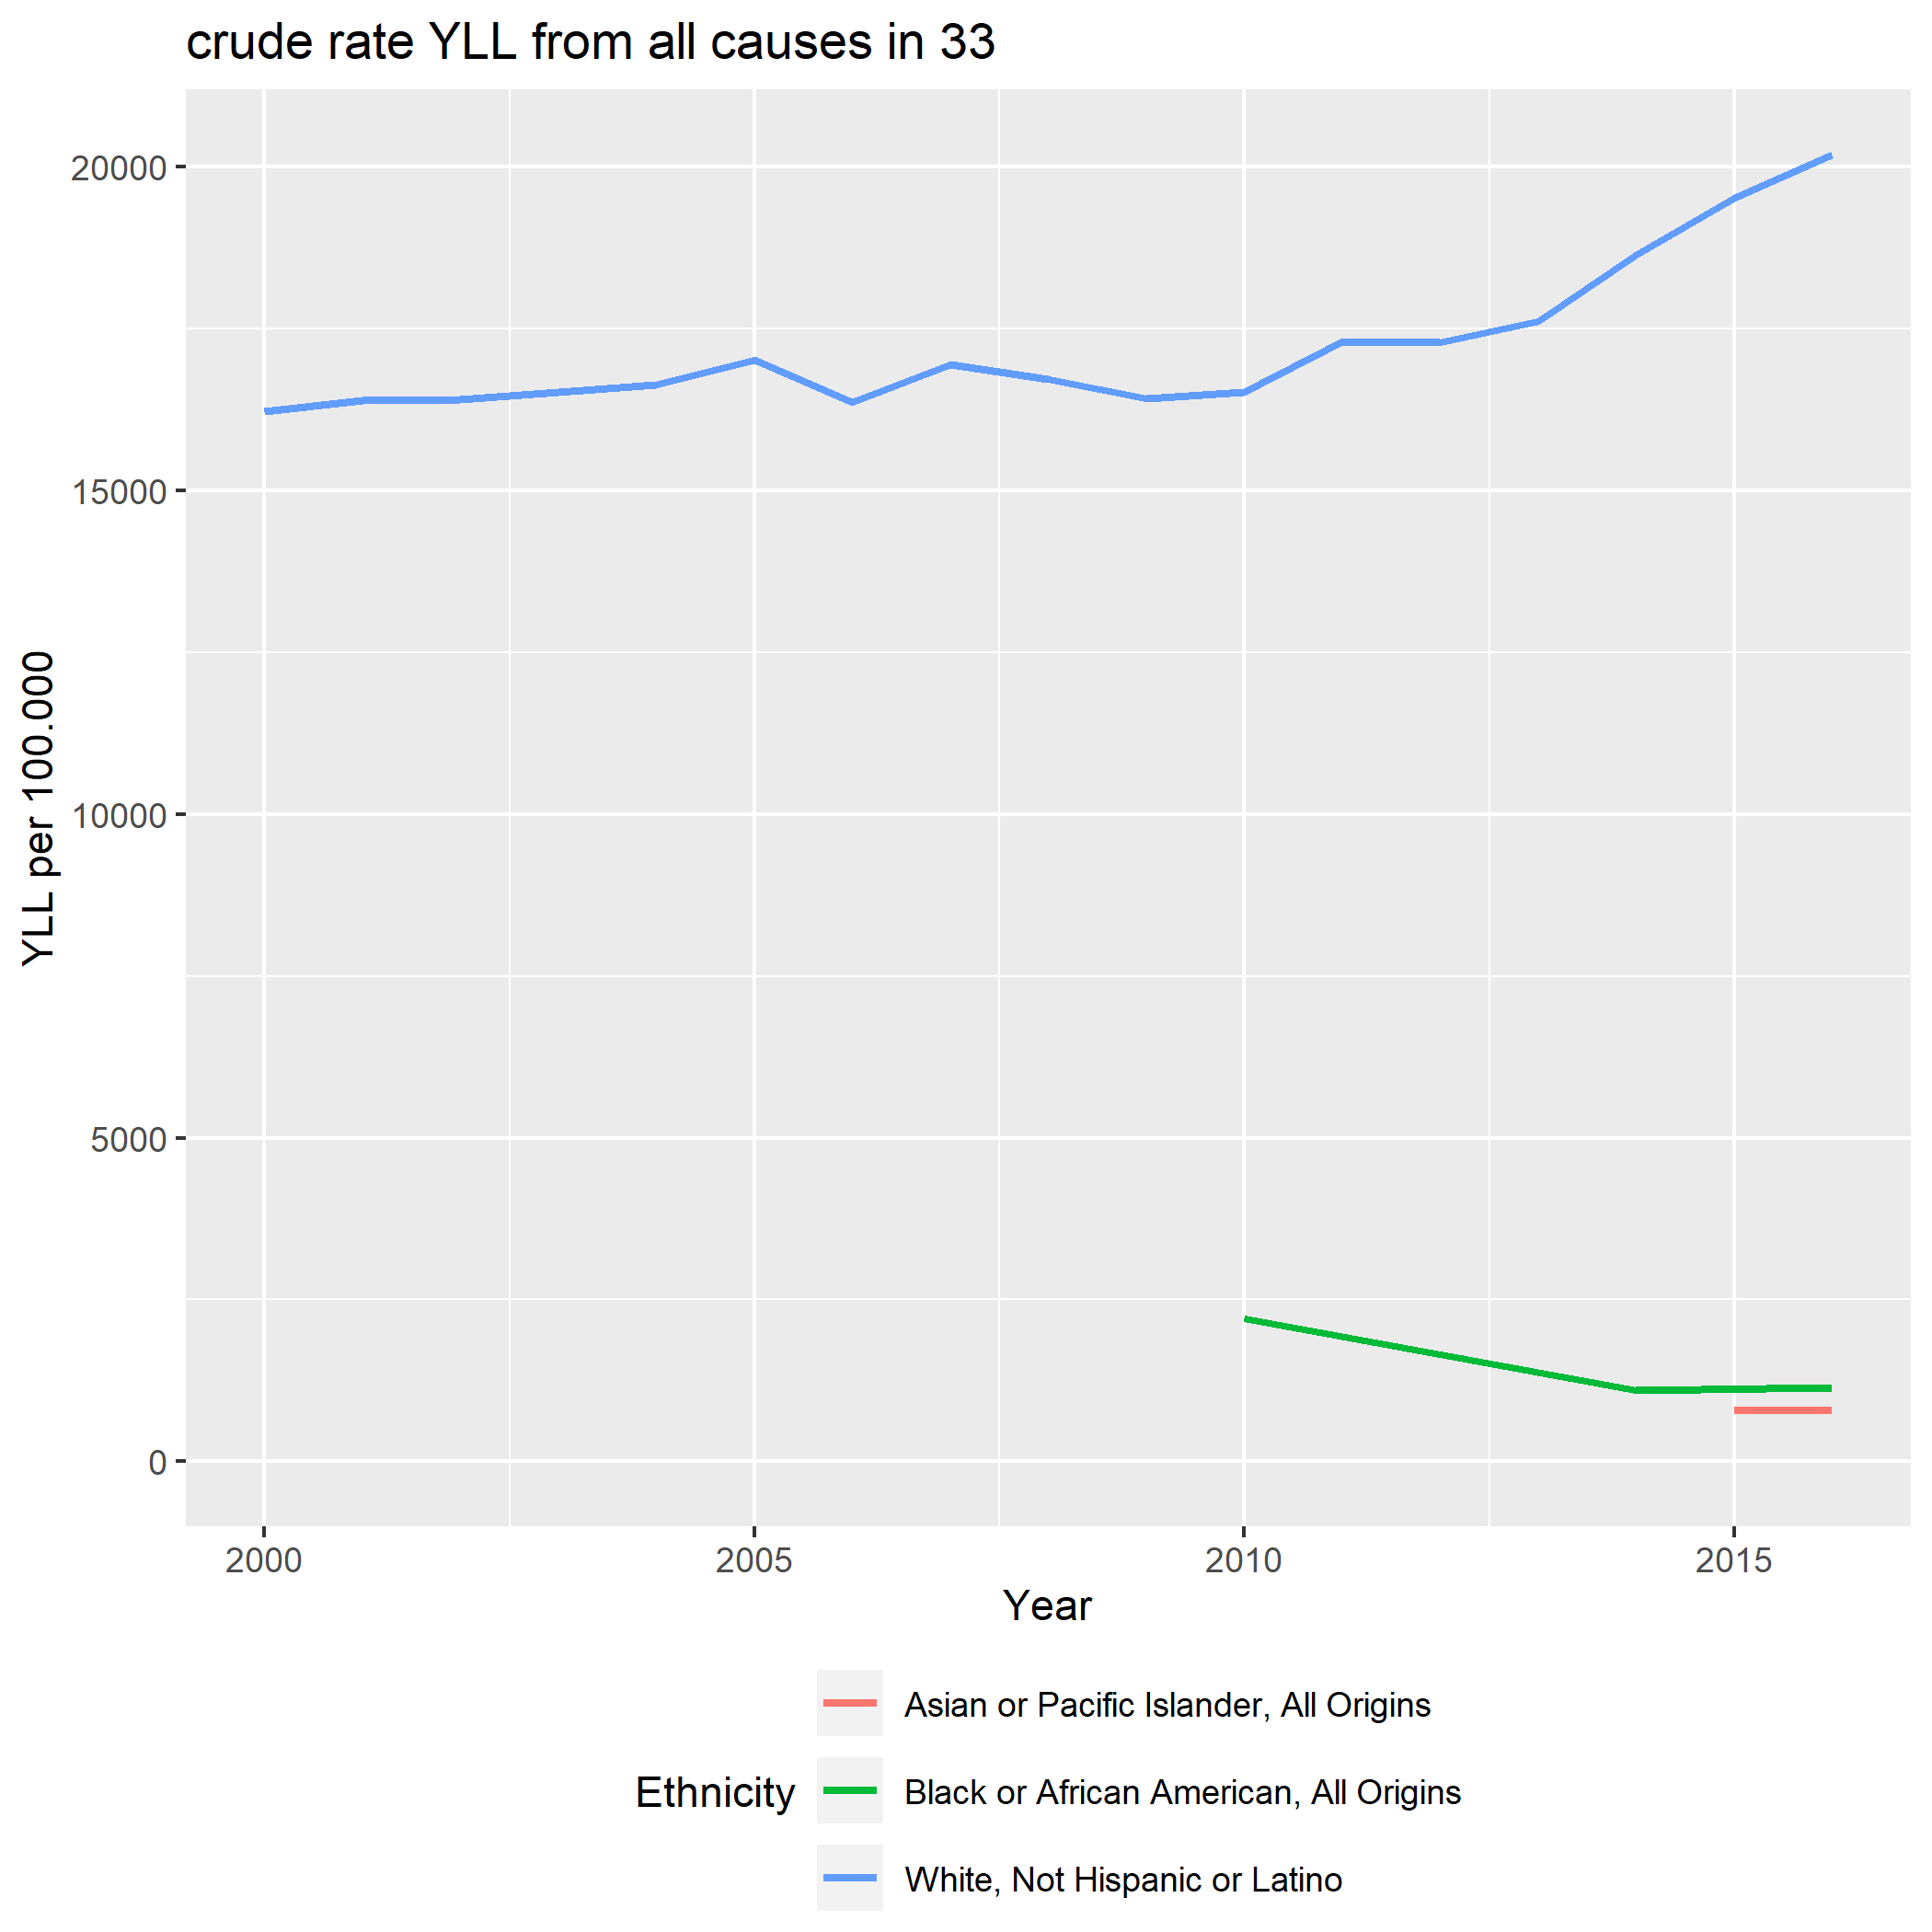 crude rate YLL from all causes in 33
YLL per 100.000
20000
15000
10000
5000
0
2000
2005
2010
2015
Year
Ethnicity
Asian or Pacific Islander, All Origins
Black or African American, All Origins
White, Not Hispanic or Latino